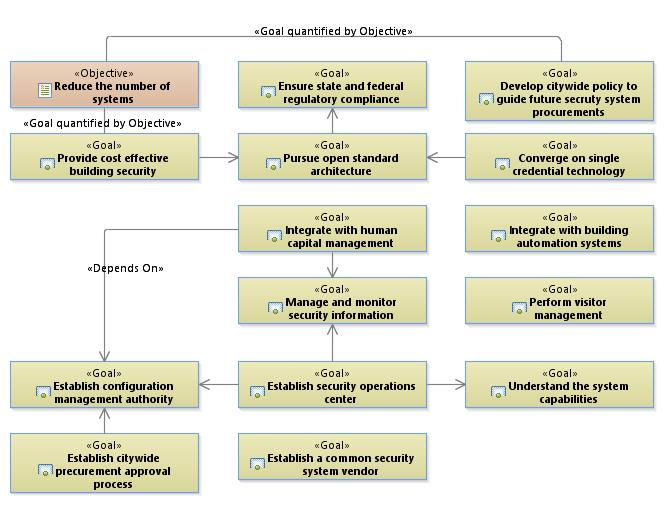 «Goal quantified by Objective»
«Objective»
Reduce the number of
systems
«Goal»
Ensure state and federal
regulatory compliance
«Goal»
Develop citywide policy to
guide future secruty system
procurements
«Goal quantified by Objective»
«Goal»
Provide cost effective
building security
«Goal»
Pursue open standard
architecture
«Goal»
Converge on single
credential technology
«Goal»
Integrate with human
capital management
«Goal»
Integrate with building
automation systems
«Depends On»
«Goal»
Manage and monitor
security information
«Goal»
Perform visitor
management
«Goal»
Establish configuration
management authority
«Goal»
Establish security operations
center
«Goal»
Understand the system
capabilities
«Goal»
Establish citywide
procurement approval
process
«Goal»
Establish a common security
system vendor